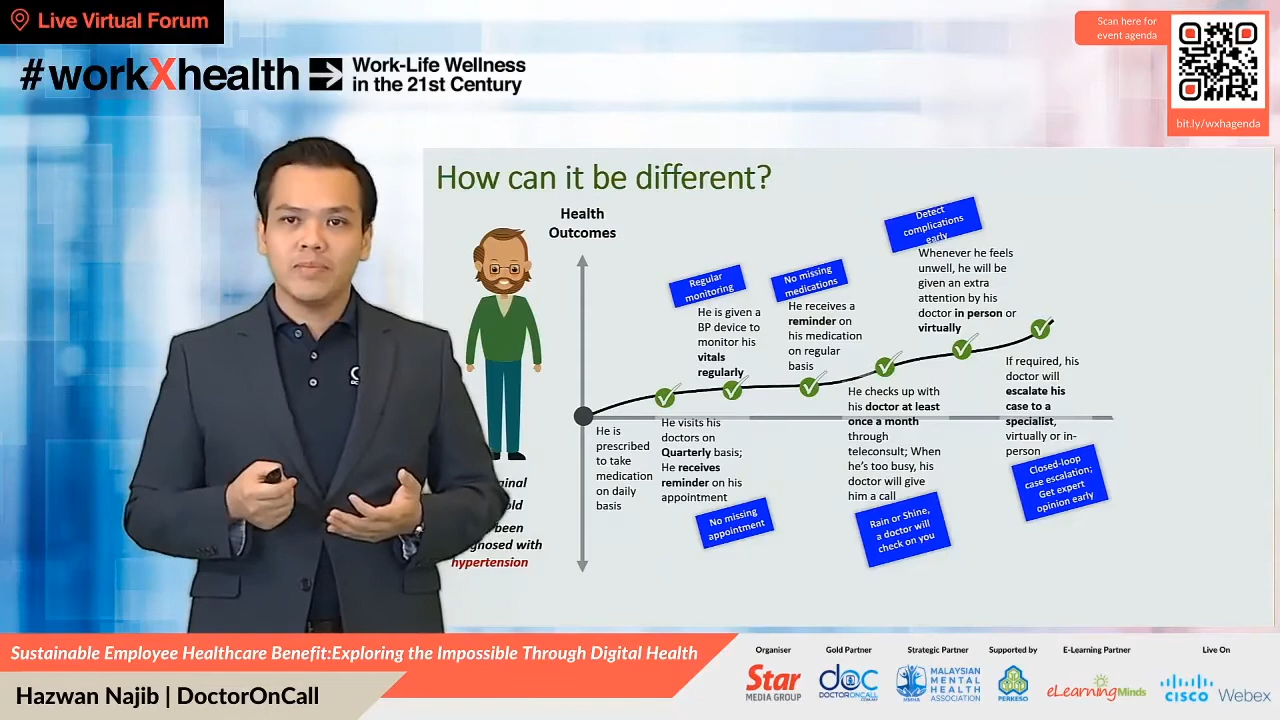 Live Virtual Forum
#workXhealth
Work-Life Wellness
in the 21st Century
Scan here for
event agenda
bit.ly/wxhagenda
How can it be different?
Health
Outcomes
Regular
monitoring
He is given a
BP device to
monitor his
vitals
regularly
No missing
medications
He receives a
reminder on
his medication
on regular
basis
Detect
complications
early
Whenever he feels
unwell, he will be
given an extra
attention by his
doctor in person or
virtually
He is
prescribed
to take
medication
on daily
basis
He visits his
doctors on
Quarterly basis;
He receives
reminder on his
appointment
No missing
appointment
He checks up with
his doctor at least
once a month
through
teleconsult; When
he's too busy, his
doctor will give
him a call
Rain or Shine,
a doctor will
check on you
If required, his
doctor will
escalate his
case to a
specialist,
virtually or in-
person
Closed-loop
case escalation;
Get expert
opinion early
been
with
hypertension
Sustainable Employee Healthcare Benefit:Exploring the Impossible Through Digital Health
Hazwan Najib | DoctorOnCall
Organiser
Star
MEDIA GROUP
Gold Partner
doc
DOCTORONCALL
Strategic Partner
MALAYSIAN
MENTAL
HEALTH
ASSOCIATION
MMHA
Supported by
PERKESO
E-Learning Partner
eLearningMinds
Live On
CISCO Webex